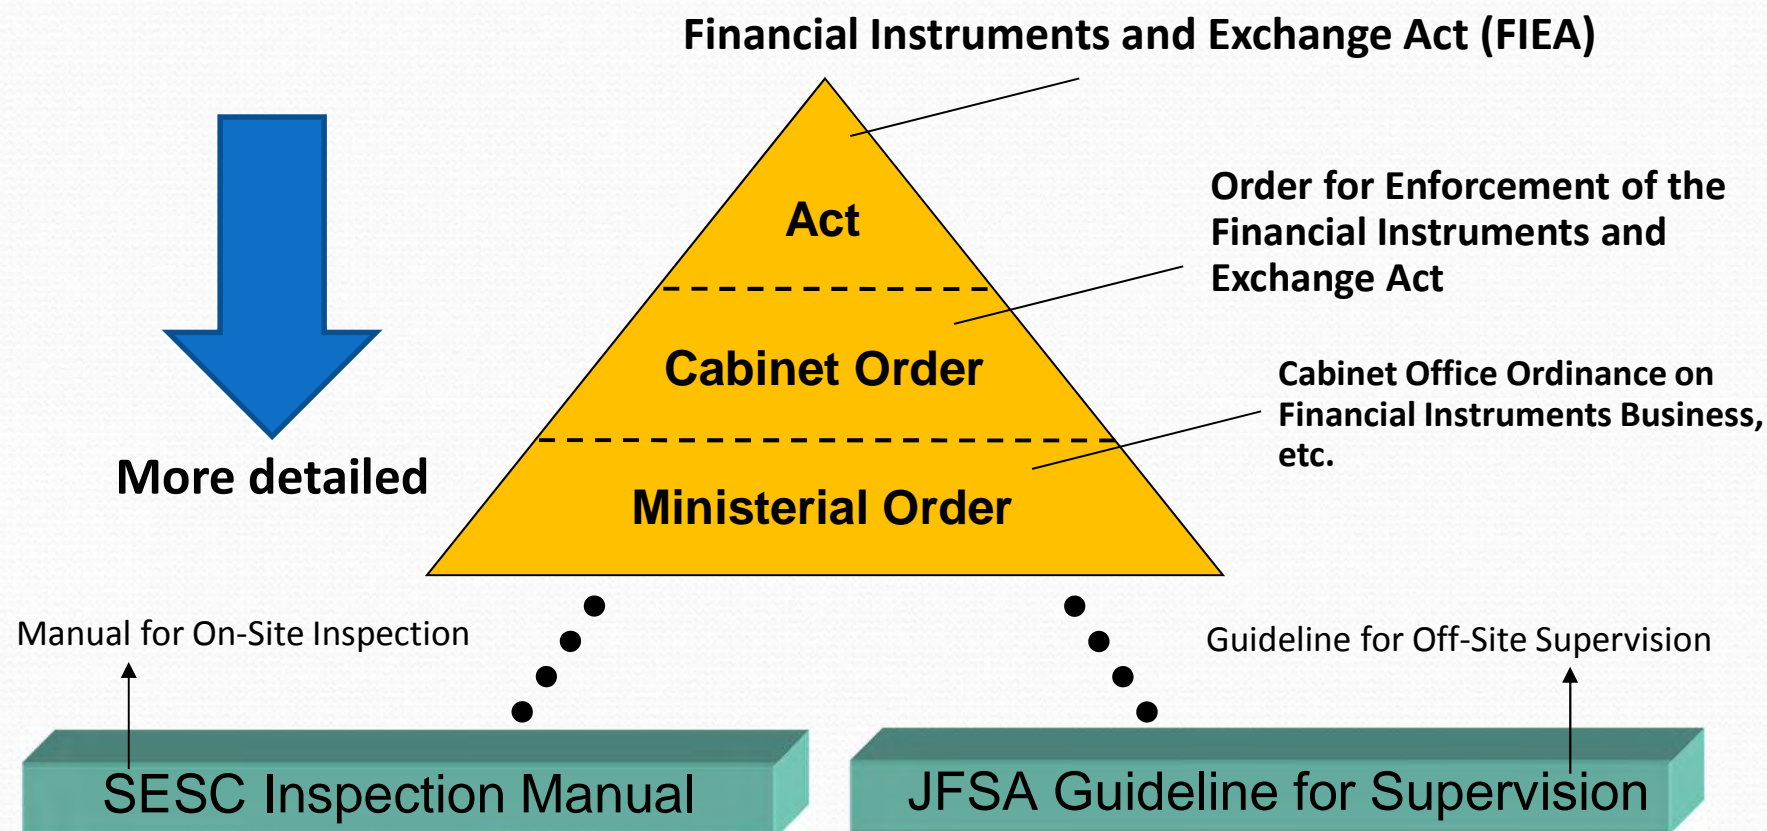 Financial Instruments and Exchange Act (FIEA)
Act
Order for Enforcement of the
Financial Instruments and
Exchange Act
Cabinet Order
Cabinet Office Ordinance on
Financial Instruments Business,
etc.
More detailed
Ministerial Order
Manual for On-Site Inspection
Guideline for Off-Site Supervision
SESC Inspection Manual
JFSA Guideline for Supervision